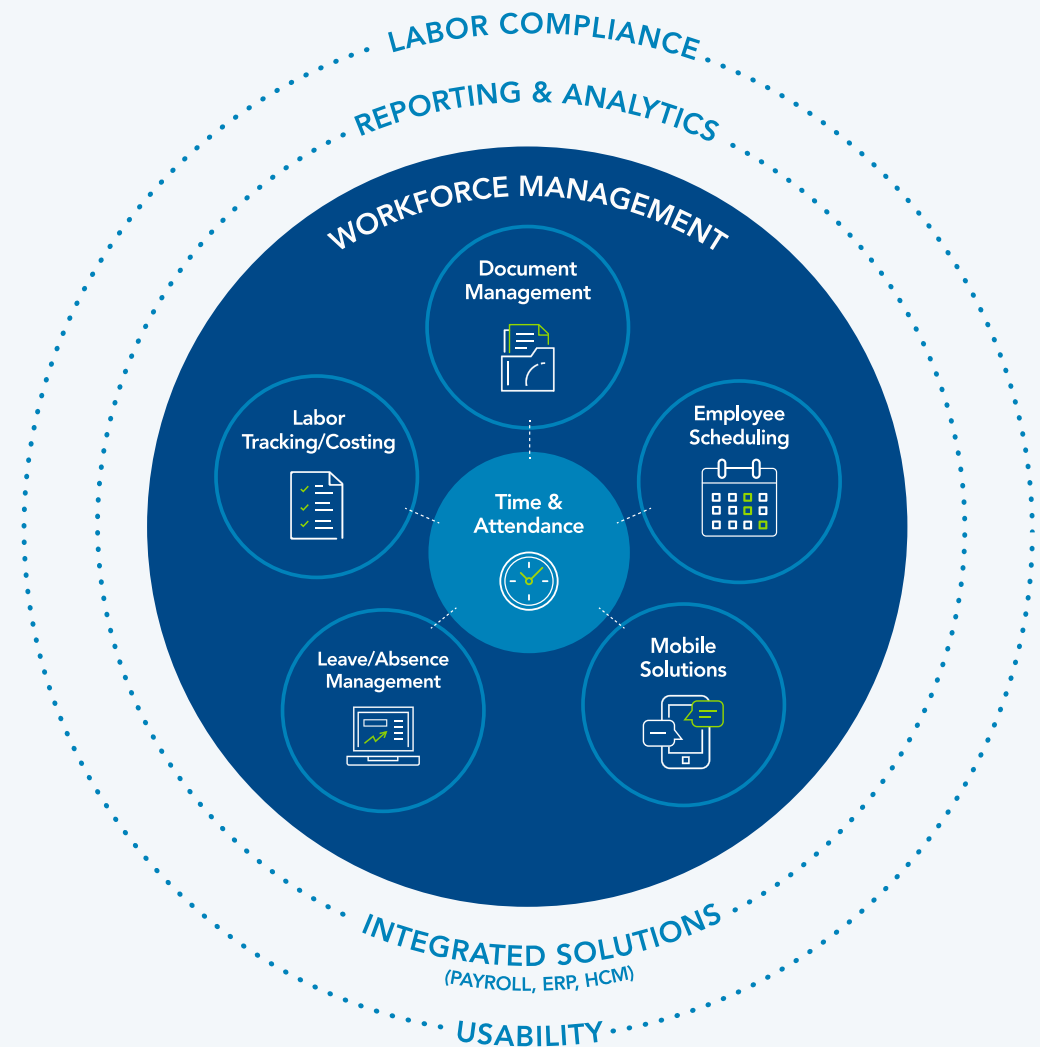 LABOR COMPLIANCE
REPORTING & ANALYTICS
WORKFORCE MANAGEMENT
Document
Management
Labor
Tracking/Costing
Employee
Scheduling
Time &
Attendance
Leave/Absence
Management
Mobile
Solutions
INTEGRATED SOLUTIONS
(PAYROLL, ERP, HCM)
USABILITY